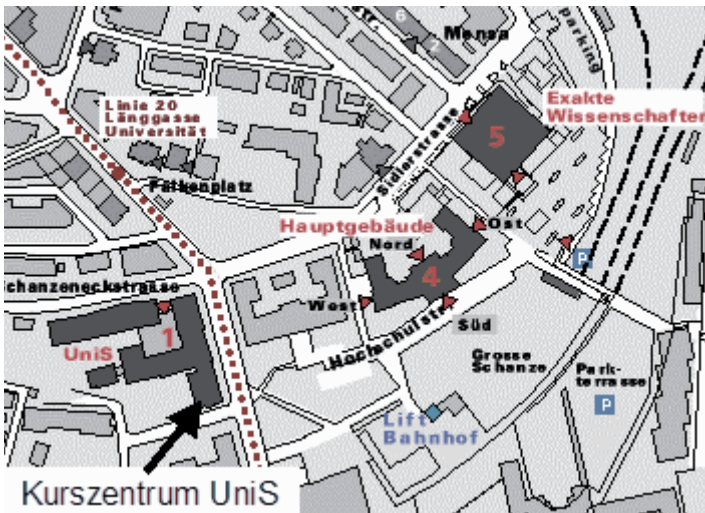 str.
6
2
Mensa
parking
Linie 20
Länggasse
Universität
Exakte
Wissenschaften
5
Sidlerstrasse
Falkenplatz
Hauptgebäude
Nord
Ost
4
chanzeneckstrasse
West
Hochschulstr.
Süd
P
1
UniS
Grosse
Schanze
Park-
terrasse
P
Lift
Bahnhof
Kurszentrum UniS